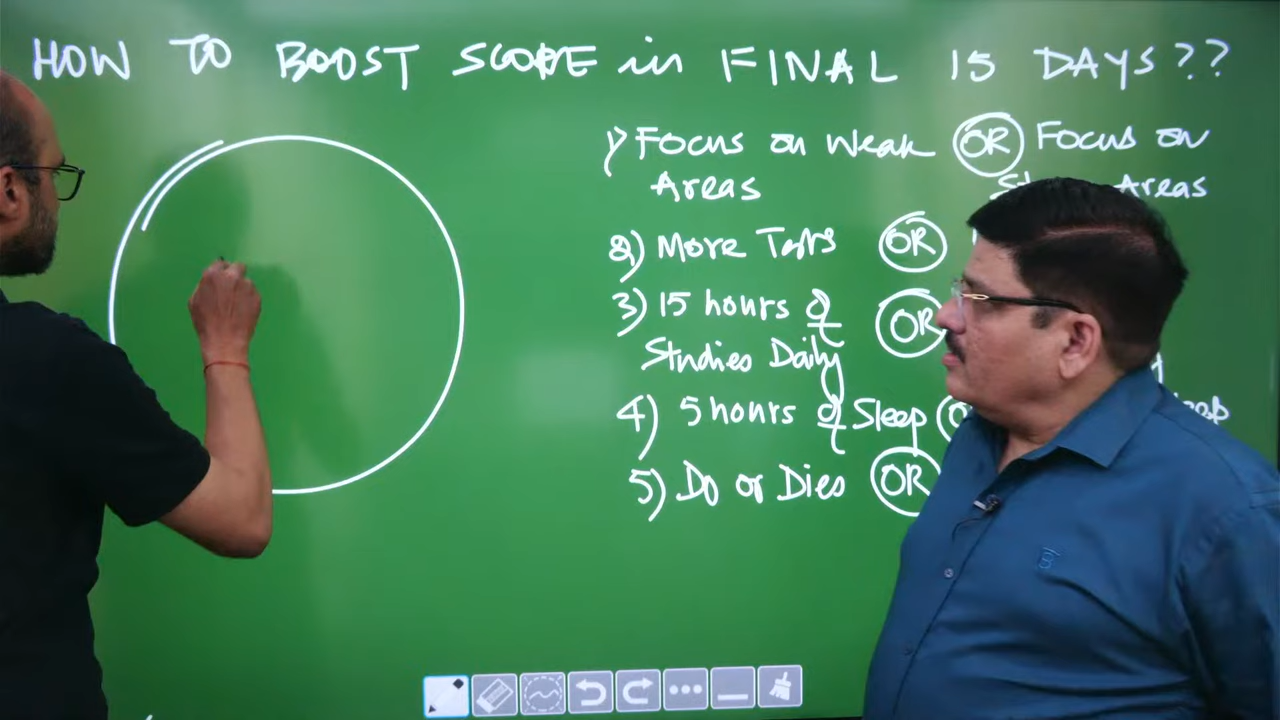 HOW TO BOOST SCORE in FINAL 15 DAYS??
1) Focus on Weak OR Focus on
Areas Areas
2) More Tests OR
3) 15 hours of OR
Studies Daily
4) 5 hours of Sleep
5) Do or Dies OR